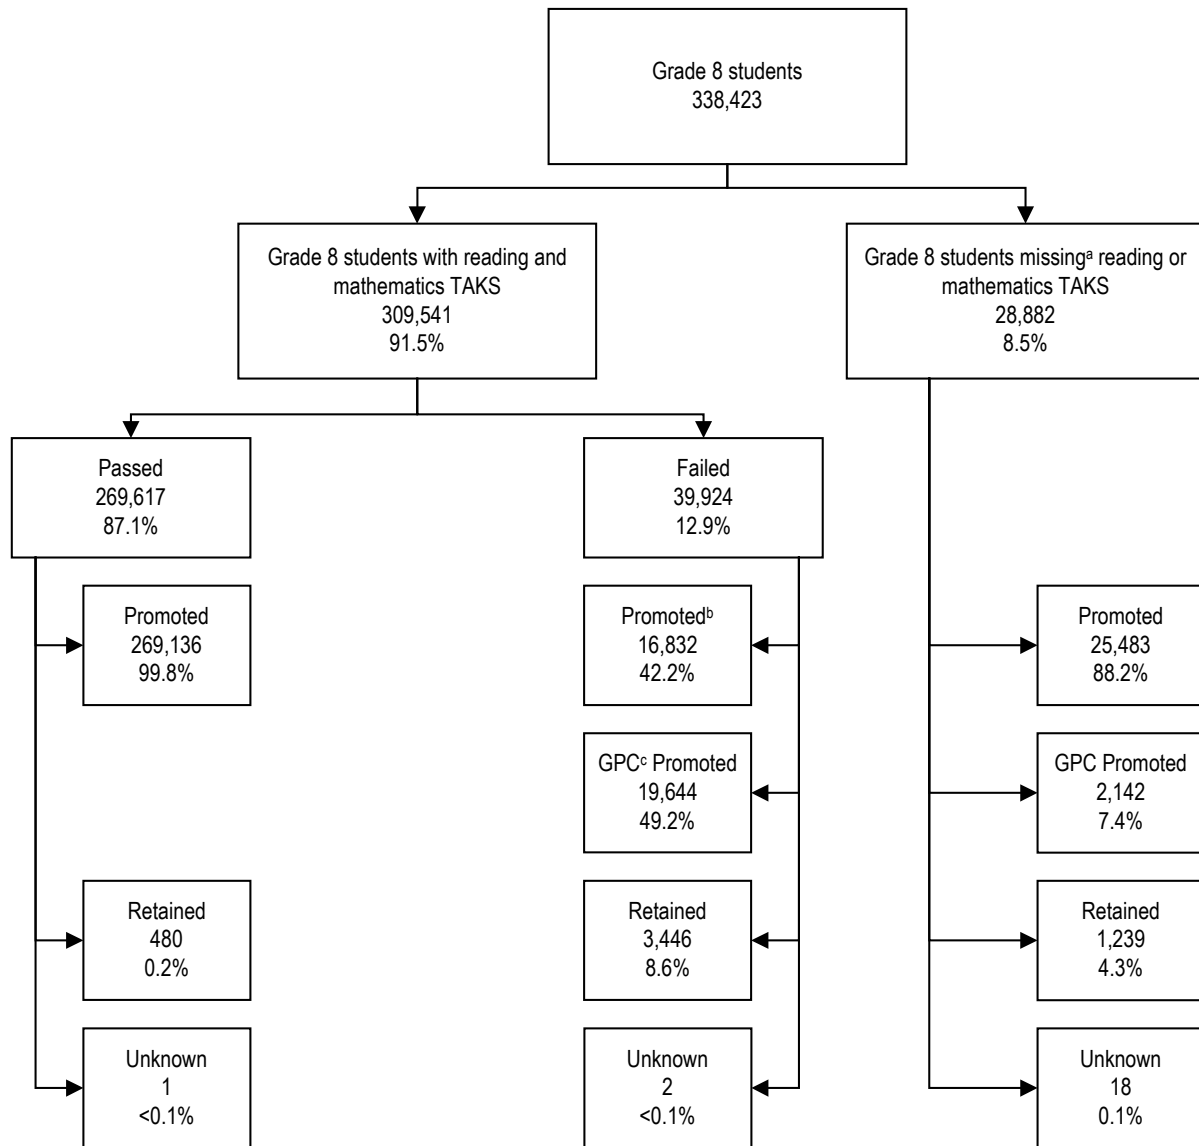 Grade 8 students
338,423
Grade 8 students with reading and
mathematics TAKS
309,541
91.5%
Grade 8 students missingᵃ reading or
mathematics TAKS
28,882
8.5%
Passed
269,617
87.1%
Failed
39,924
12.9%
Promoted
269,136
99.8%
Promotedᵇ
16,832
42.2%
Promoted
25,483
88.2%
GPCᶜ Promoted
19,644
49.2%
GPC Promoted
2,142
7.4%
Retained
480
0.2%
Retained
3,446
8.6%
Retained
1,239
4.3%
Unknown
1
<0.1%
Unknown
2
<0.1%
Unknown
18
0.1%